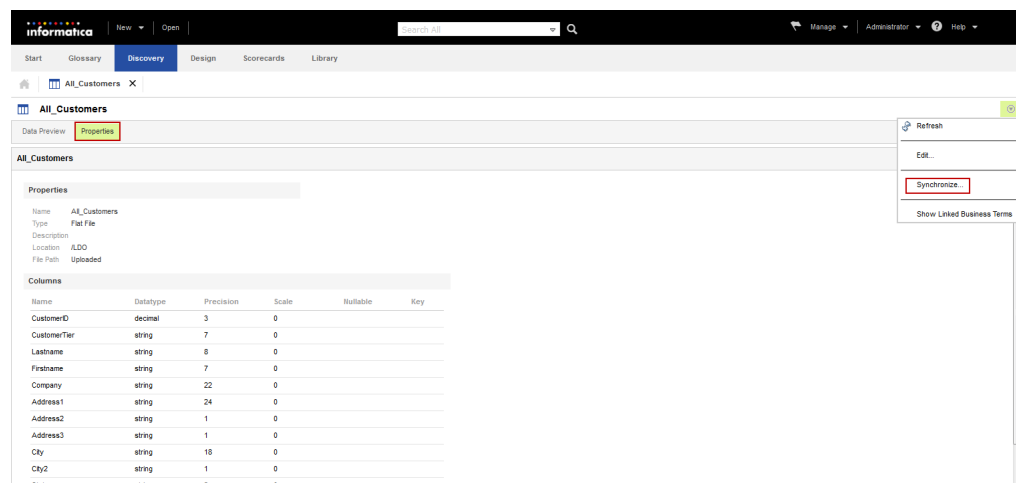 informatica New Open Search All Manage Administrator ? Help
Start Glossary Discovery Design Scorecards Library
All_Customers X
All_Customers
Data Preview Properties
Refresh
Edit...
Synchronize...
Show Linked Business Terms
All_Customers
Properties
Name All_Customers
Type Flat File
Description
Location /LDO
File Path Uploaded
Columns
Name Datatype Precision Scale Nullable Key
CustomerID decimal 3 0
CustomerTier string 7 0
Lastname string 8 0
Firstname string 7 0
Company string 22 0
Address1 string 24 0
Address2 string 1 0
Address3 string 1 0
City string 18 0
City2 string 1 0